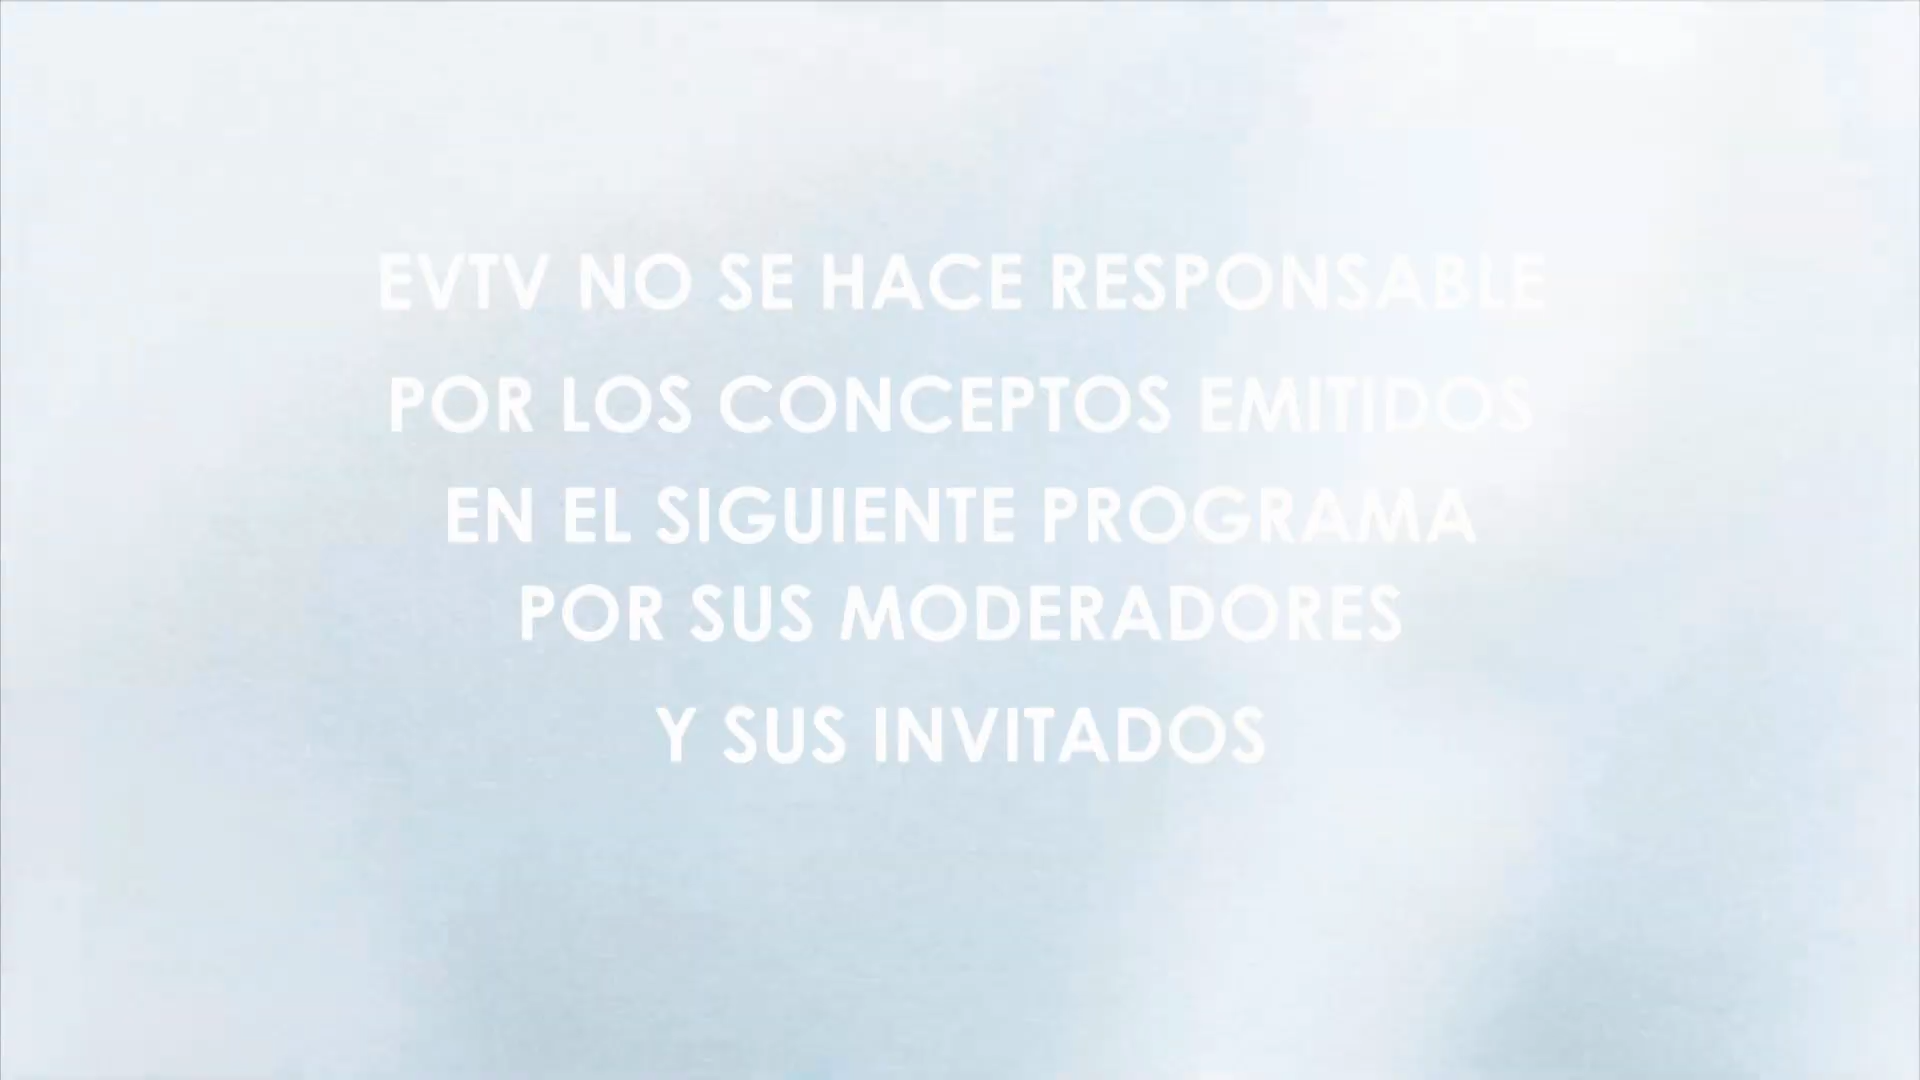 EVTV NO SE HACE RESPONSABLE
POR LOS CONCEPTOS EMITIDOS
EN EL SIGUIENTE PROGRAMA
POR SUS MODERADORES
Y SUS INVITADOS